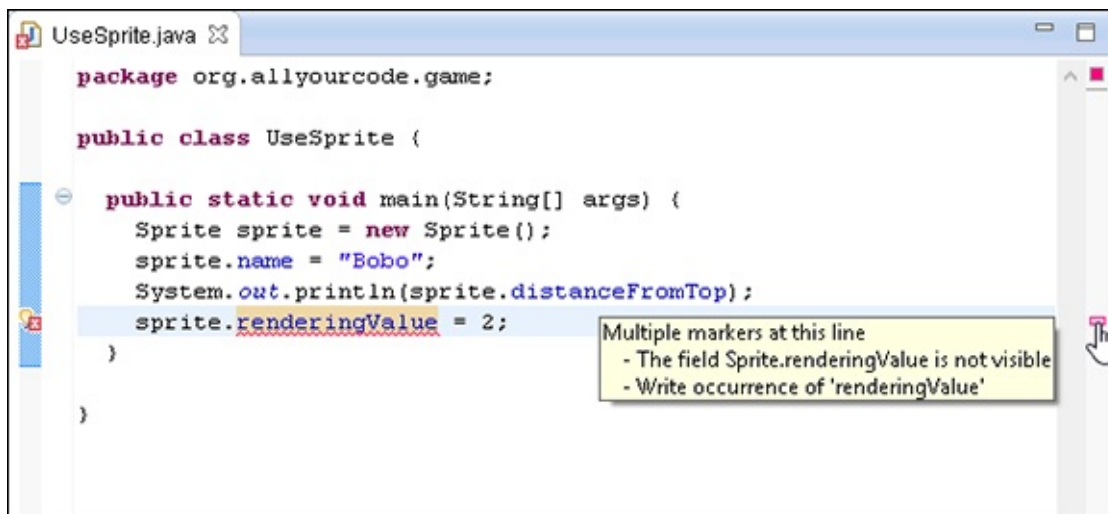 UseSprite.java
package org.allyourcode.game;
public class UseSprite {
public static void main(String[] args) {
Sprite sprite = new Sprite();
sprite.name = "Bobo";
System.out.println(sprite.distanceFromTop);
sprite.renderingValue = 2;
Multiple markers at this line
- The field Sprite.renderingValue is not visible
- Write occurrence of 'renderingValue'
}
}